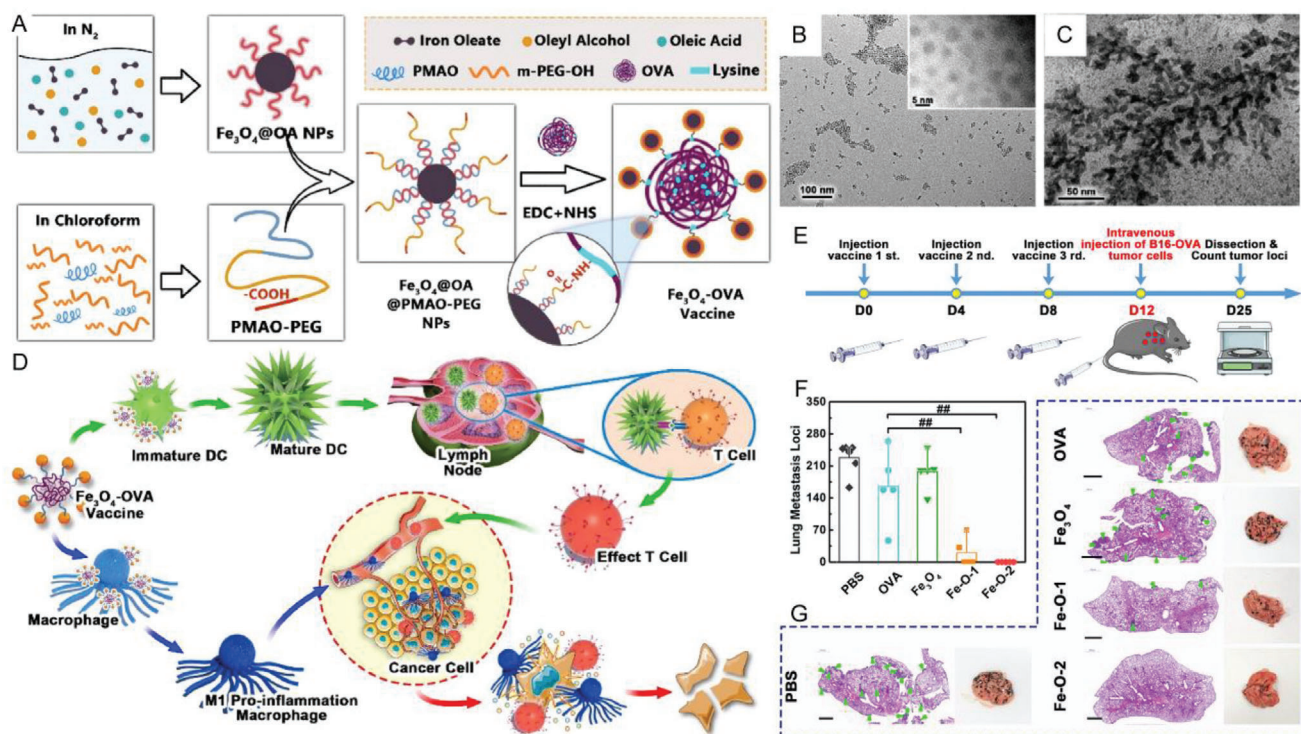 A
In N₂
Fe₃O₄@OA NPs
In Chloroform
-COOH
PMAO-PEG
Iron Oleate
Oleyl Alcohol
Oleic Acid
PMAO
m-PEG-OH
OVA
Lysine
Fe₃O₄@OA
@PMAO-PEG
NPs
EDC+NHS
O
-C-NH-
Fe₃O₄-OVA
Vaccine
B
5 nm
100 nm
C
50 nm
D
Immature DC
Mature DC
Lymph
Node
T Cell
Fe₃O₄-OVA
Vaccine
Effect T Cell
Macrophage
M1 Pro-inflammation
Macrophage
Cancer Cell
E
Injection
vaccine 1 st.
Injection
vaccine 2 nd.
Injection
vaccine 3 rd.
Intravenous
injection of B16-OVA
tumor cells
Dissection &
Count tumor loci
D0
D4
D8
D12
D25
F
Lung Metastasis Loci
350
280
210
140
70
0
##
##
PBS
OVA
Fe₃O₄
Fe-O-1
Fe-O-2
G
PBS
OVA
Fe₃O₄
Fe-O-1
Fe-O-2